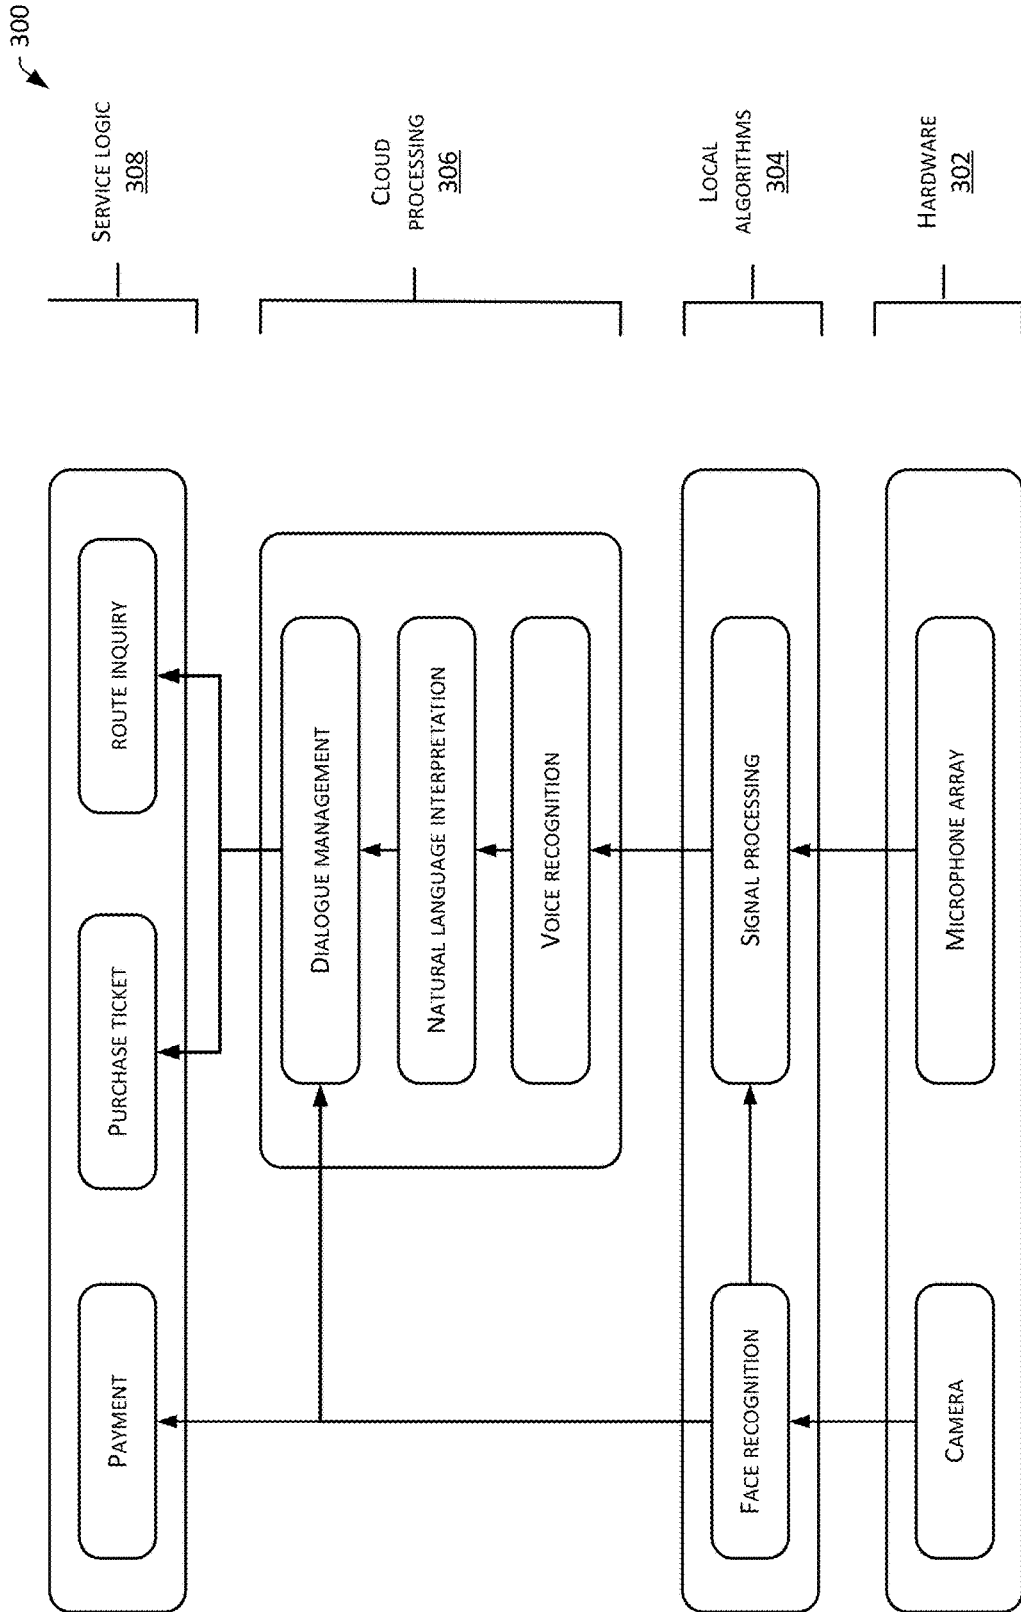 300
PAYMENT
PURCHASE TICKET
ROUTE INQUIRY
SERVICE LOGIC
308
DIALOGUE MANAGEMENT
NATURAL LANGUAGE INTERPRETATION
VOICE RECOGNITION
CLOUD
PROCESSING
306
FACE RECOGNITION
SIGNAL PROCESSING
LOCAL
ALGORITHMS
304
CAMERA
MICROPHONE ARRAY
HARDWARE
302